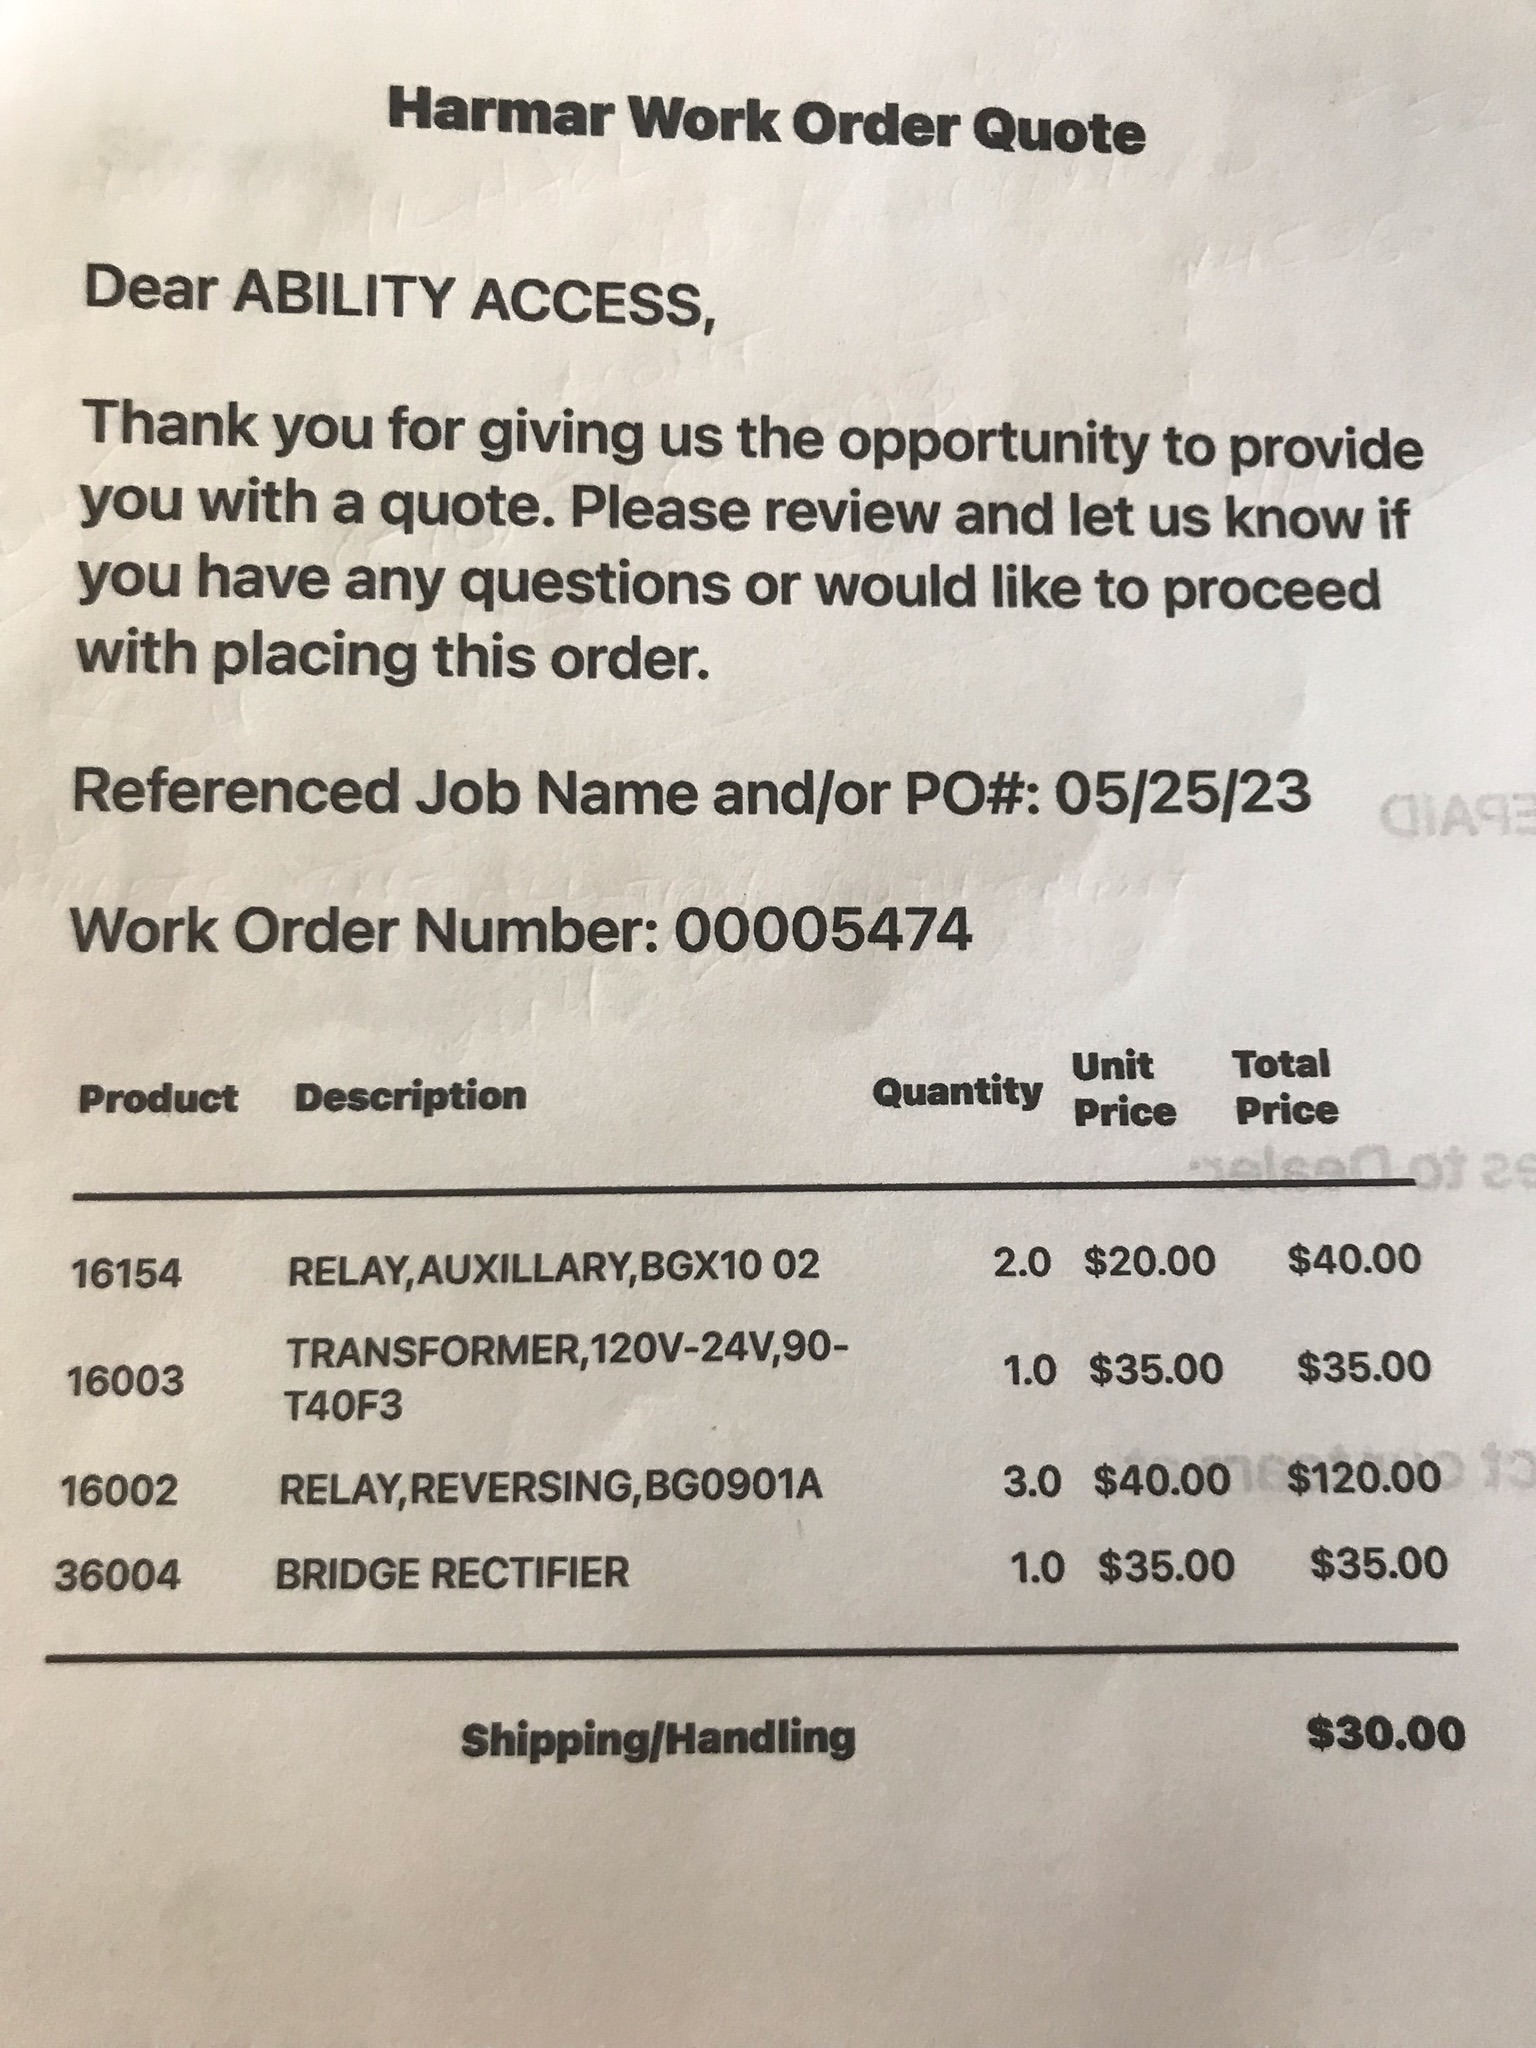 Harmar Work Order Quote
Dear ABILITY ACCESS,
Thank you for giving us the opportunity to provide
you with a quote. Please review and let us know if
you have any questions or would like to proceed
with placing this order.
Referenced Job Name and/or PO#: 05/25/23
EPAID
Work Order Number: 00005474
Product Description Quantity Unit Price Total Price
es to Dealer:
16154 RELAY,AUXILLARY,BGX10 02 2.0 $20.00 $40.00
16003 TRANSFORMER,120V-24V,90-
T40F3 1.0 $35.00 $35.00
16002 RELAY,REVERSING,BG0901A 3.0 $40.00 $120.00
36004 BRIDGE RECTIFIER 1.0 $35.00 $35.00
Shipping/Handling $30.00